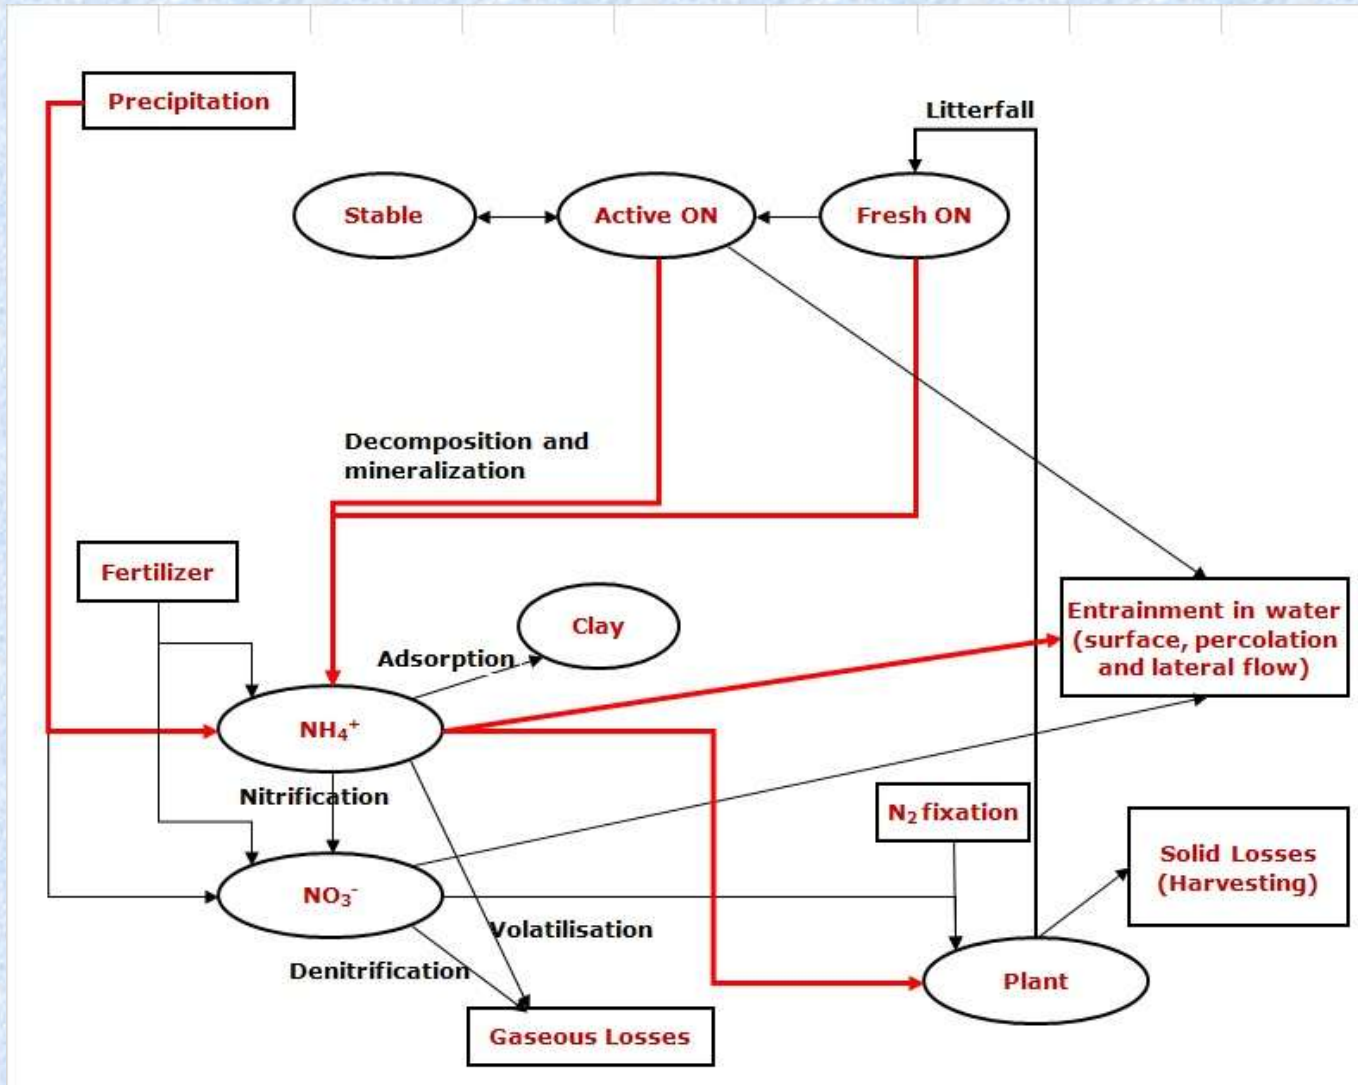 Precipitation
Litterfall
Stable
Active ON
Fresh ON
Decomposition and
mineralization
Fertilizer
Clay
Entrainment in water
(surface, percolation
and lateral flow)
Adsorption
NH₄⁺
Nitrification
N₂ fixation
Solid Losses
(Harvesting)
NO₃⁻
Volatilisation
Denitrification
Plant
Gaseous Losses